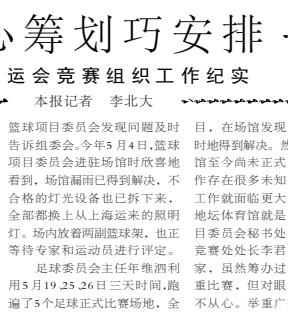 心筹划巧安排
运会竞赛组织工作纪实
本报记者 李北大
篮球项目委员会发现问题及时
告诉组委会。今年5月4日,篮球
项目委员会进驻场馆时欣喜地
看到，场馆漏雨已得到解决，不
合格的灯光设备也已拆下来，
全部都换上从上海运来的照明
灯。场内放着两副篮球架，也正
等待专家和运动员进行评定。
足球委员会主任年维泗利
用5月19、25、26日三天时间,跑
遍了5个足球正式比赛场地，全
目，在场馆发现
时地得到解决。然
馆至今尚未正式
作存在很多未知
工作就面临更大
地坛体育馆就是
目委员会秘书处
竞赛处处长李君
家，虽然筹办过
重比赛，但对眼
不从心。举重广